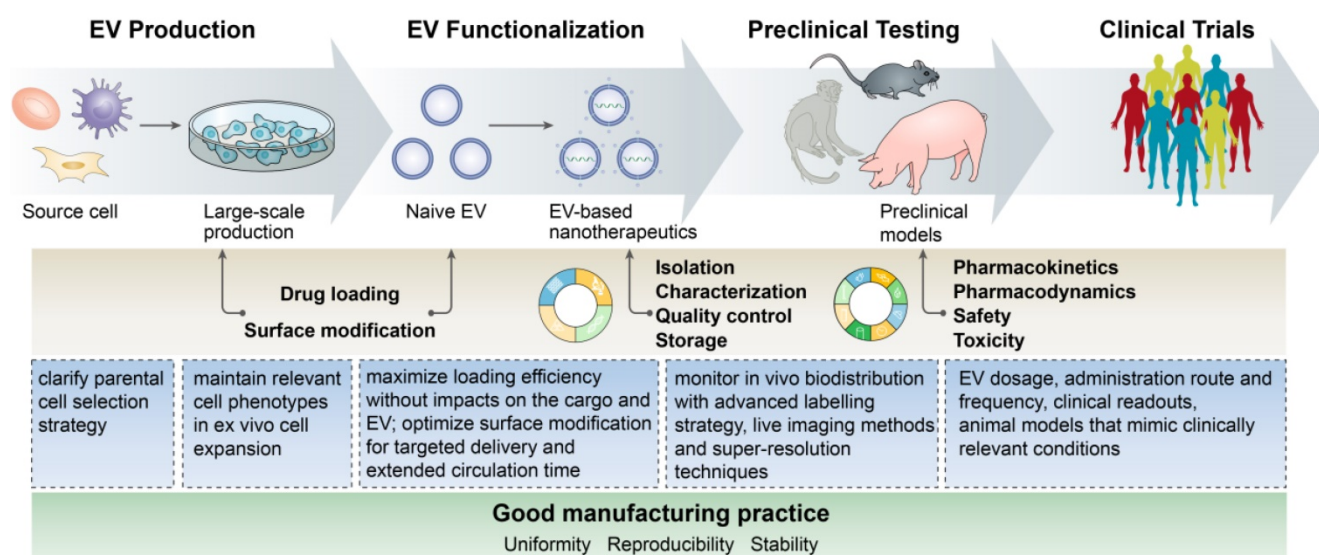 EV Production
EV Functionalization
Preclinical Testing
Clinical Trials
Source cell
Large-scale
production
Naive EV
EV-based
nanotherapeutics
Preclinical
models
Drug loading
Surface modification
Isolation
Characterization
Quality control
Storage
Pharmacokinetics
Pharmacodynamics
Safety
Toxicity
clarify parental
cell selection
strategy
maintain relevant
cell phenotypes
in ex vivo cell
expansion
maximize loading efficiency
without impacts on the cargo and
EV; optimize surface modification
for targeted delivery and
extended circulation time
monitor in vivo biodistribution
with advanced labelling
strategy, live imaging methods
and super-resolution
techniques
EV dosage, administration route and
frequency, clinical readouts,
animal models that mimic clinically
relevant conditions
Good manufacturing practice
Uniformity Reproducibility Stability